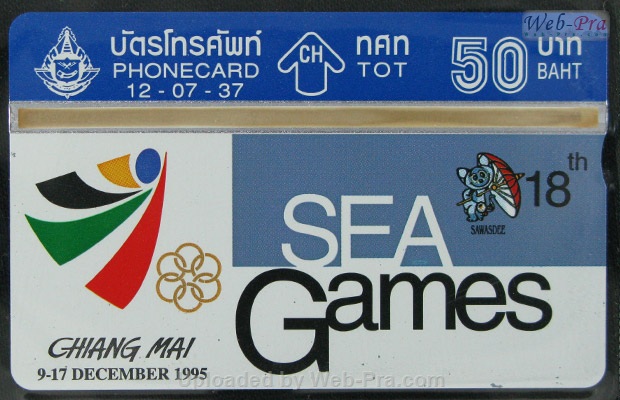 Web-Pra
บัตรโทรศัพท์
PHONECARD
12-07-37
CH
ทศท
TOT
50 บาท
BAHT
SEA
Games
18th
SAWASDEE
CHIANG MAI
9-17 DECEMBER 1995
Uploaded by Web-Pra.com